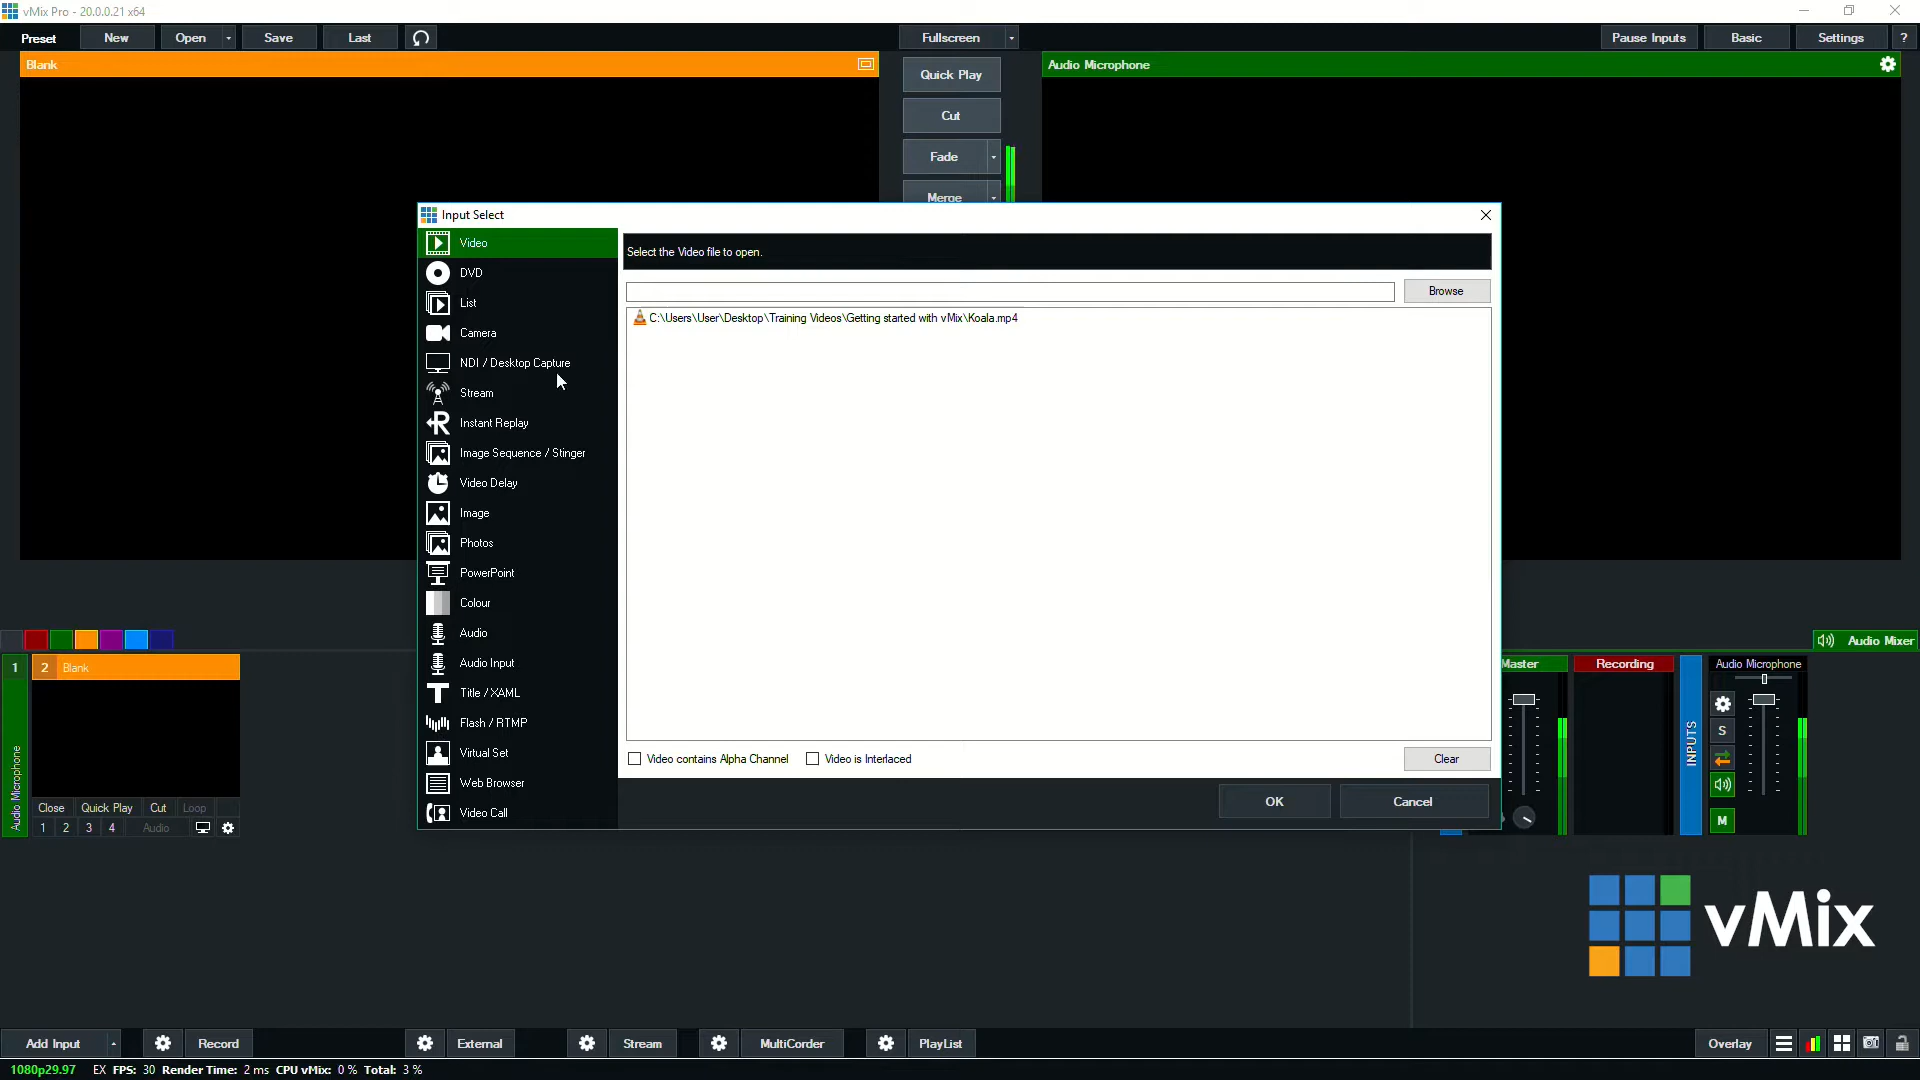 vMix Pro - 20.0.0.21 x64
Preset
New
Open
Save
Last
Fullscreen
Pause Inputs
Basic
Settings
?
Blank
Quick Play
Cut
Fade
Merge
Audio Microphone
Input Select
Video
DVD
List
Camera
NDI / Desktop Capture
Stream
Instant Replay
Image Sequence / Stinger
Video Delay
Image
Photos
PowerPoint
Colour
Audio
Audio Input
Title / XAML
Flash / RTMP
Virtual Set
Web Browser
Video Call
Select the Video file to open.
Browse
C:\Users\User\Desktop\Training Videos\Getting started with vMix\Koala.mp4
Video contains Alpha Channel
Video is Interlaced
Clear
OK
Cancel
1
Audio Microphone
2 Blank
Close Quick Play Cut Loop
1 2 3 4 Audio
Audio Mixer
Master
Recording
INPUTS
Audio Microphone
S
M
vMix
Add Input
Record
External
Stream
MultiCorder
PlayList
Overlay
1080p29.97 EX FPS: 30 Render Time: 2 ms CPU vMix: 0 % Total: 3 %